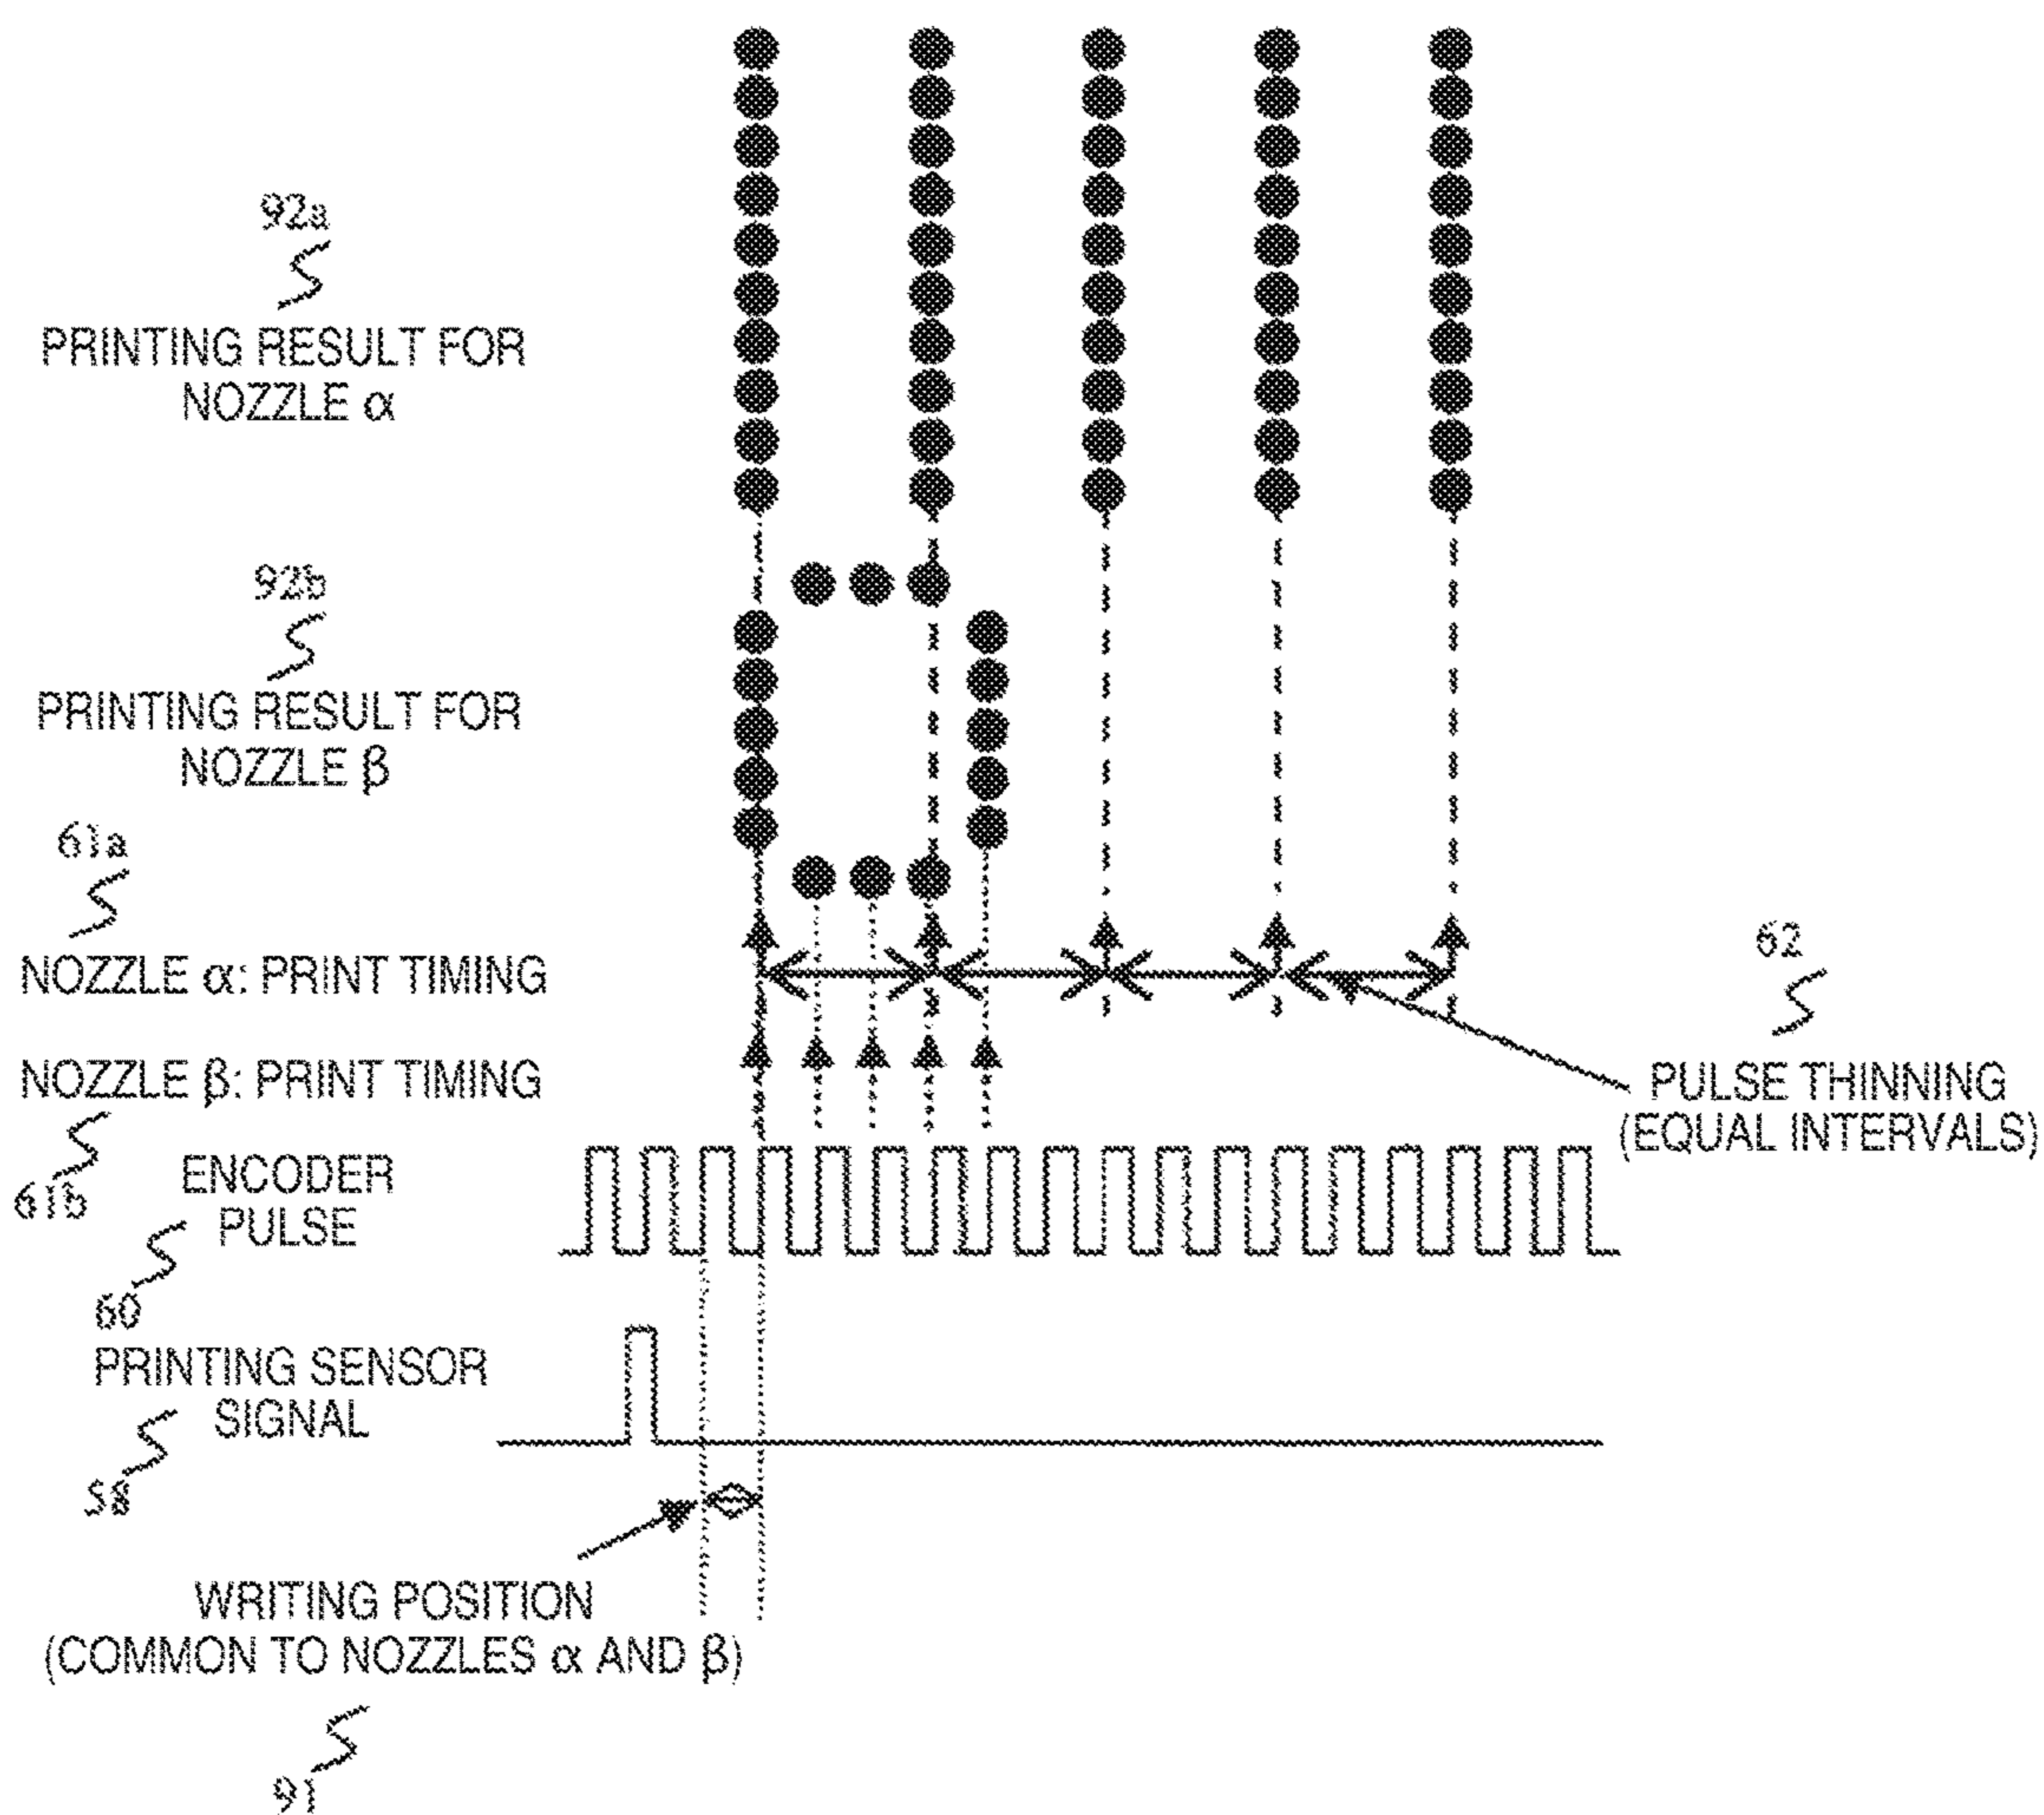 92a
PRINTING RESULT FOR
NOZZLE α
92b
PRINTING RESULT FOR
NOZZLE β
61a
NOZZLE α: PRINT TIMING
62
NOZZLE β: PRINT TIMING
PULSE THINNING
(EQUAL INTERVALS)
61b
ENCODER
PULSE
60
PRINTING SENSOR
SIGNAL
58
WRITING POSITION
(COMMON TO NOZZLES α AND β)
91